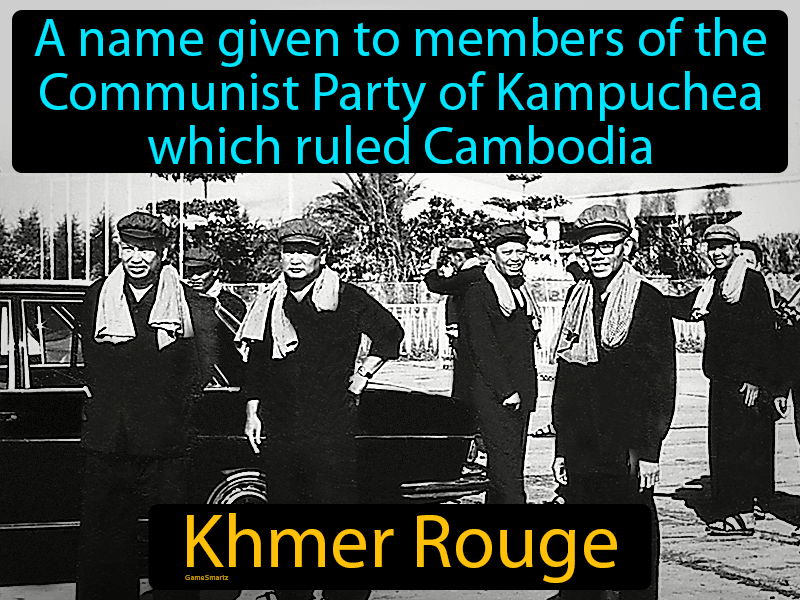 A name given to members of the
Communist Party of Kampuchea
which ruled Cambodia
Khmer Rouge
GameSmartz